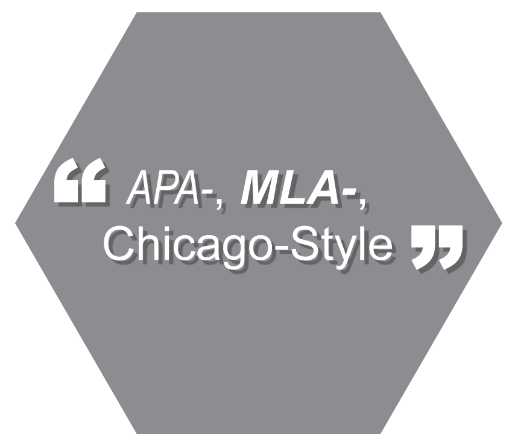 “ APA-, MLA-,
Chicago-Style ”